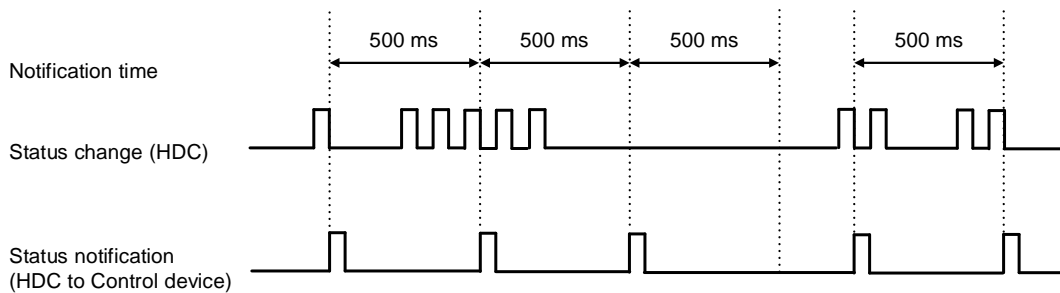 500 ms 500 ms 500 ms 500 ms
Notification time
Status change (HDC)
Status notification
(HDC to Control device)